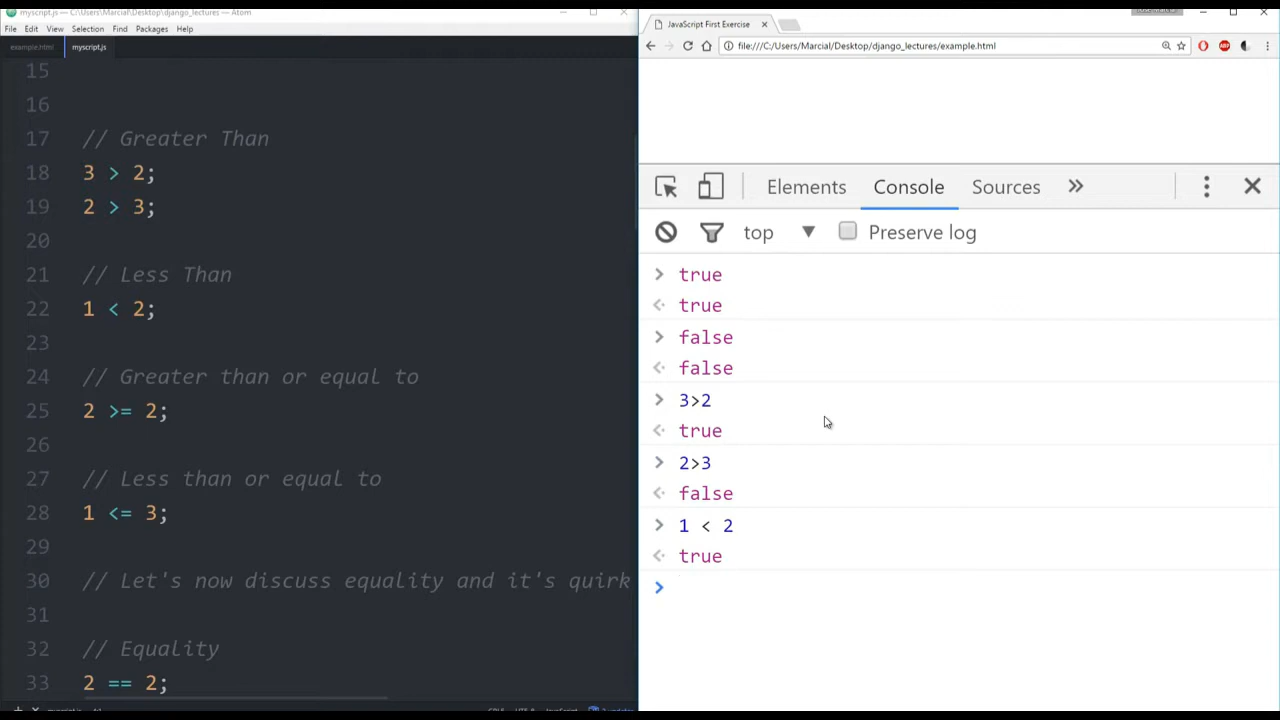 myscript.js — C:\Users\Marcial\Desktop\django_lectures — Atom
File Edit View Selection Find Packages Help
example.html myscript.js
15
16
17 // Greater Than
18 3 > 2;
19 2 > 3;
20
21 // Less Than
22 1 < 2;
23
24 // Greater than or equal to
25 2 >= 2;
26
27 // Less than or equal to
28 1 <= 3;
29
30 // Let's now discuss equality and it's quirk
31
32 // Equality
33 2 == 2;
JavaScript First Exercise
file:///C:/Users/Marcial/Desktop/django_lectures/example.html
Elements Console Sources
top Preserve log
> true
true
> false
false
> 3>2
true
> 2>3
false
> 1 < 2
true
>